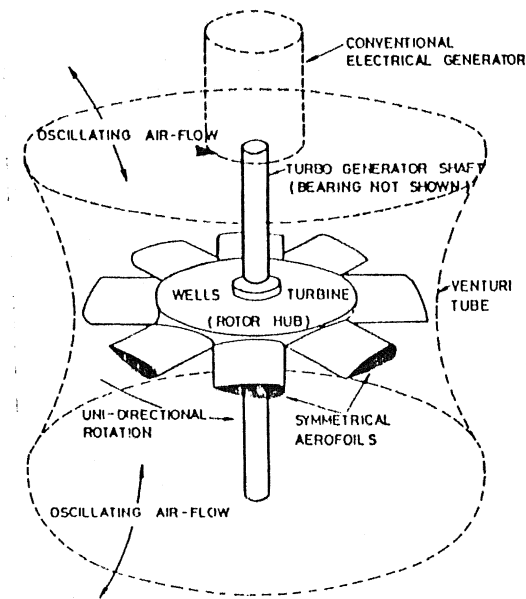 CONVENTIONAL
ELECTRICAL GENERATOR
OSCILLATING AIR-FLOW
TURBO GENERATOR SHAFT
(BEARING NOT SHOWN)
WELLS TURBINE
(ROTOR HUB)
VENTURI
TUBE
UNI-DIRECTIONAL
ROTATION
SYMMETRICAL
AEROFOILS
OSCILLATING AIR-FLOW